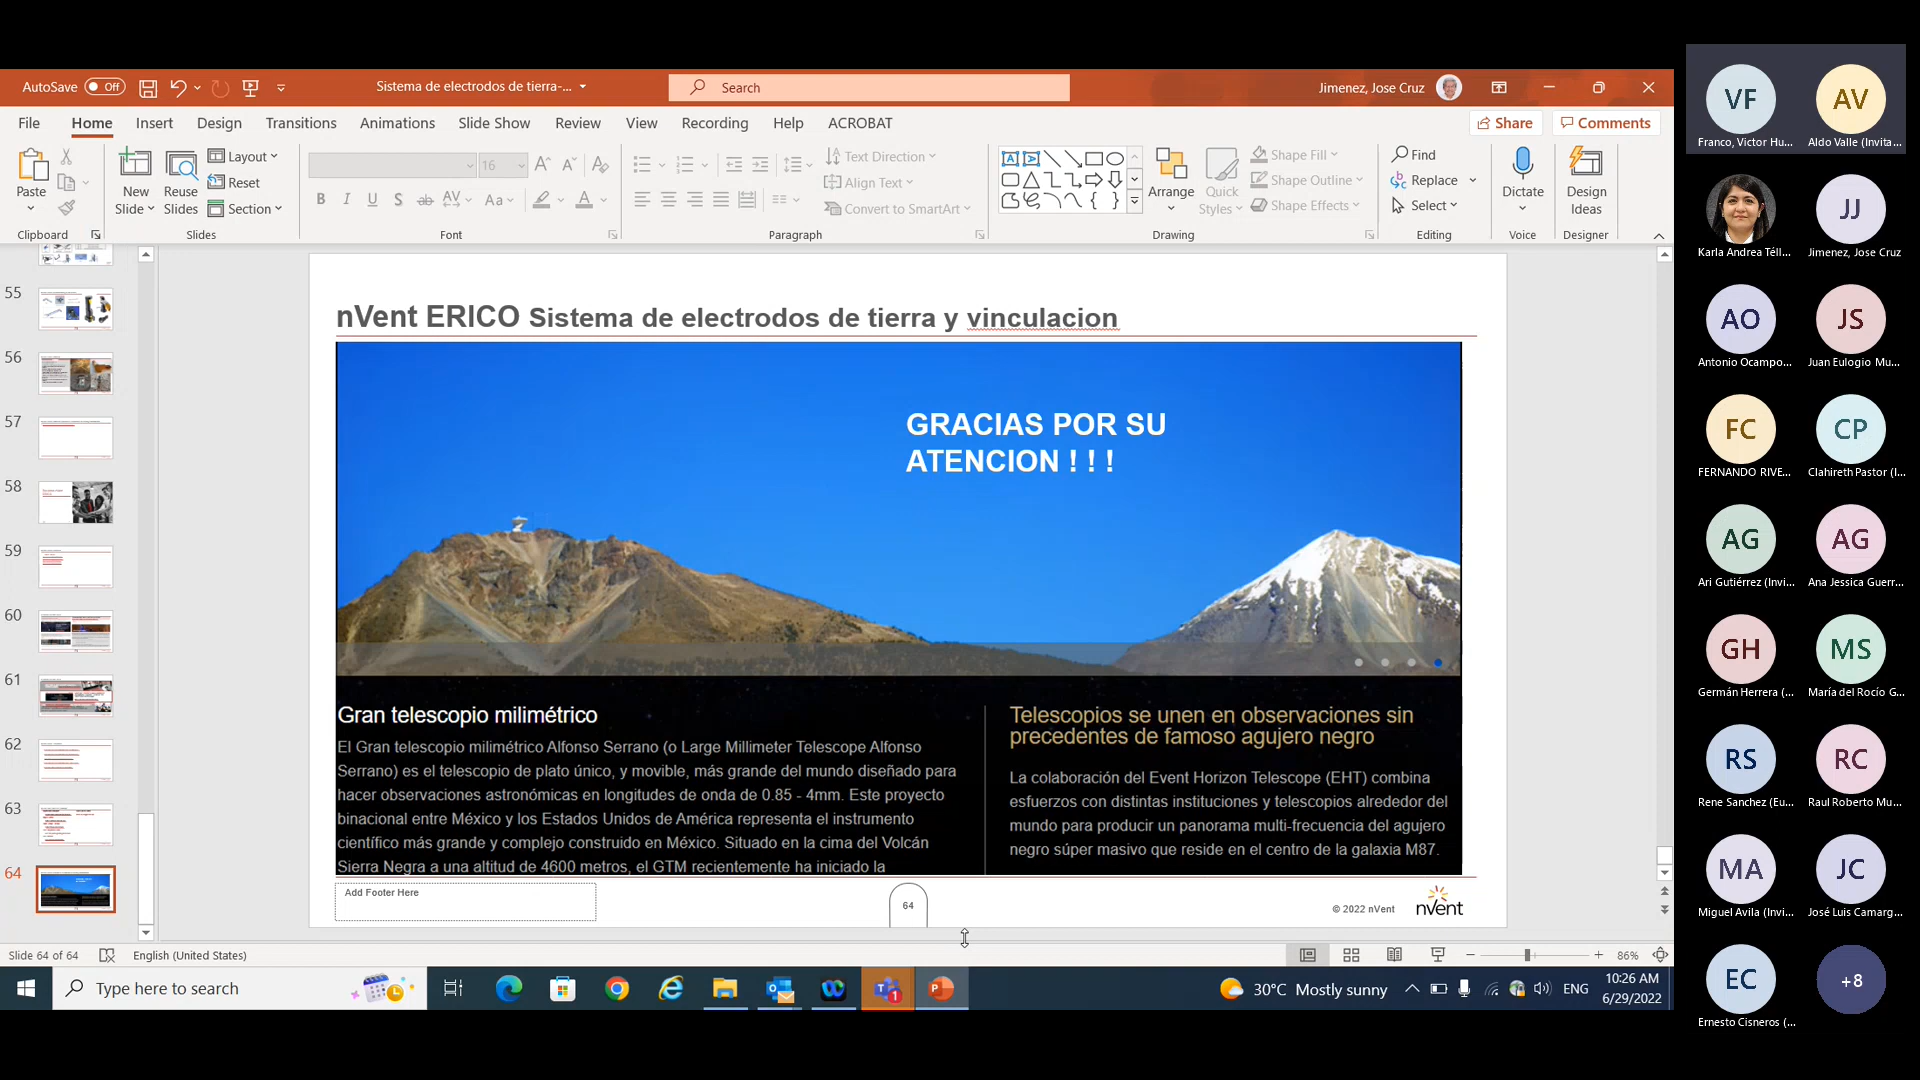 AutoSave Off
Sistema de electrodos de tierra-...
Search
Jimenez, Jose Cruz
File Home Insert Design Transitions Animations Slide Show Review View Recording Help ACROBAT
Share Comments
Paste
New Slide
Reuse Slides
Layout
Reset
Section
16
B I U S ab AV Aa A
Text Direction
Align Text
Convert to SmartArt
Arrange
Quick Styles
Shape Fill
Shape Outline
Shape Effects
Find
Replace
Select
Dictate
Design Ideas
Clipboard Slides Font Paragraph Drawing Editing Voice Designer
55
56
57
58
59
60
61
62
63
64
nVent ERICO Sistema de electrodos de tierra y vinculacion
GRACIAS POR SU
ATENCION ! ! !
Gran telescopio milimétrico
El Gran telescopio milimétrico Alfonso Serrano (o Large Millimeter Telescope Alfonso
Serrano) es el telescopio de plato único, y movible, más grande del mundo diseñado para
hacer observaciones astronómicas en longitudes de onda de 0.85 - 4mm. Este proyecto
binacional entre México y los Estados Unidos de América representa el instrumento
científico más grande y complejo construido en México. Situado en la cima del Volcán
Sierra Negra a una altitud de 4600 metros, el GTM recientemente ha iniciado la
Telescopios se unen en observaciones sin
precedentes de famoso agujero negro
La colaboración del Event Horizon Telescope (EHT) combina
esfuerzos con distintas instituciones y telescopios alrededor del
mundo para producir un panorama multi-frecuencia del agujero
negro súper masivo que reside en el centro de la galaxia M87.
Add Footer Here
64
© 2022 nVent
nVent
Slide 64 of 64
English (United States)
86%
Type here to search
1
30°C Mostly sunny
ENG
10:26 AM
6/29/2022
VF AV
Franco, Victor Hu... Aldo Valle (Invita...
JJ
Karla Andrea Téll... Jimenez, Jose Cruz
AO JS
Antonio Ocampo... Juan Eulogio Mu...
FC CP
FERNANDO RIVE... Clahireth Pastor (I...
AG AG
Ari Gutiérrez (Invi... Ana Jessica Guerr...
GH MS
Germán Herrera (... María del Rocío G...
RS RC
Rene Sanchez (Eu... Raul Roberto Mu...
MA JC
Miguel Avila (Invi... José Luis Camarg...
EC +8
Ernesto Cisneros (...